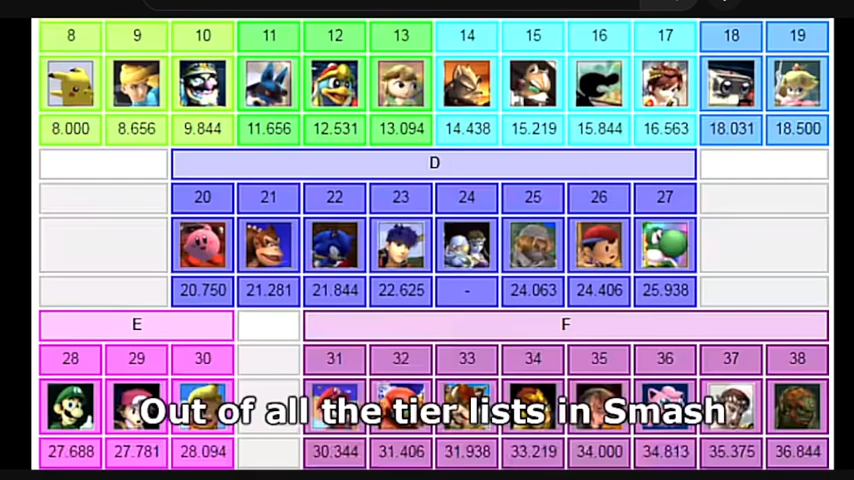 8 9 10 11 12 13 14 15 16 17 18 19
8.000 8.656 9.844 11.656 12.531 13.094 14.438 15.219 15.844 16.563 18.031 18.500
D
20 21 22 23 24 25 26 27
20.750 21.281 21.844 22.625 - 24.063 24.406 25.938
E F
28 29 30 31 32 33 34 35 36 37 38
Out of all the tier lists in Smash
27.688 27.781 28.094 30.344 31.406 31.938 33.219 34.000 34.813 35.375 36.844